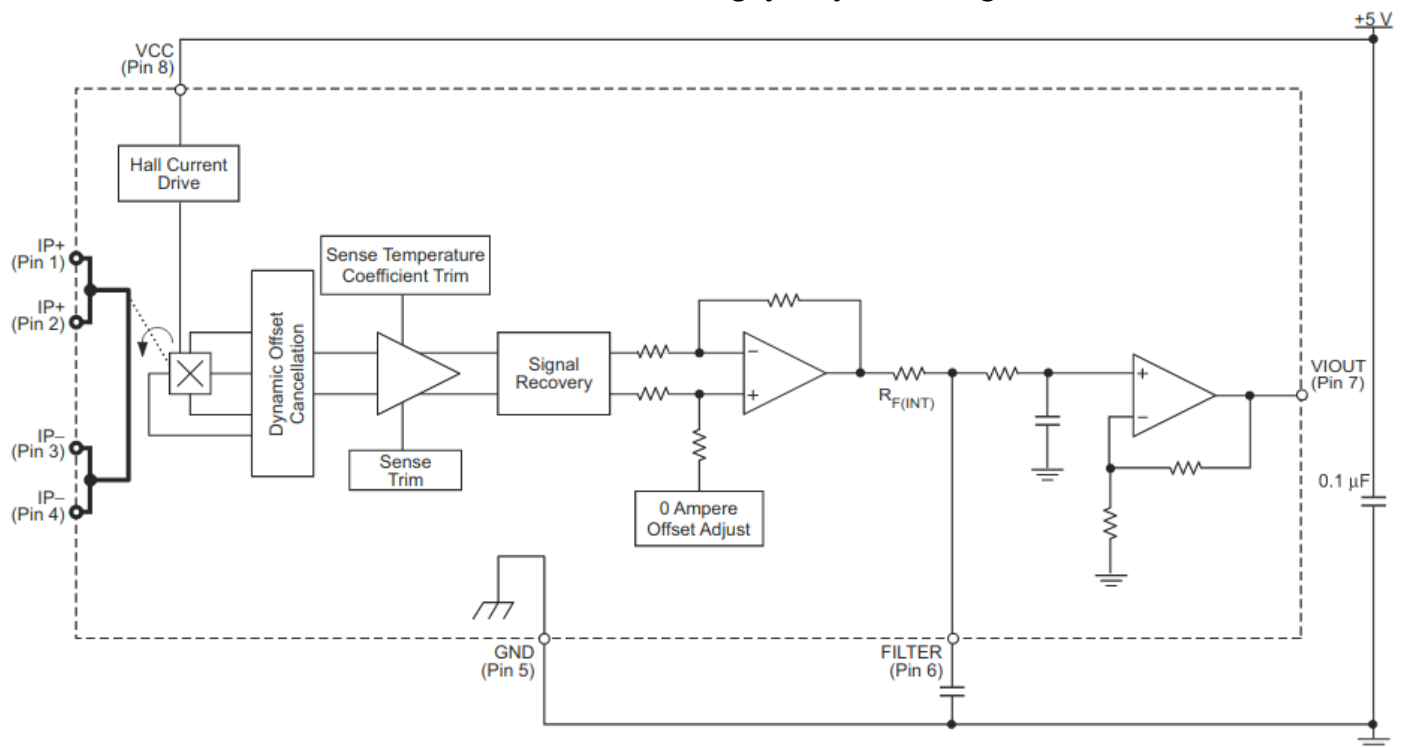 +5 V
VCC
(Pin 8)
Hall Current
Drive
IP+
(Pin 1)
IP+
(Pin 2)
IP–
(Pin 3)
IP–
(Pin 4)
Dynamic Offset
Cancellation
Sense Temperature
Coefficient Trim
Sense
Trim
Signal
Recovery
0 Ampere
Offset Adjust
−
+
RF(INT)
+
−
VIOUT
(Pin 7)
0.1 μF
GND
(Pin 5)
FILTER
(Pin 6)